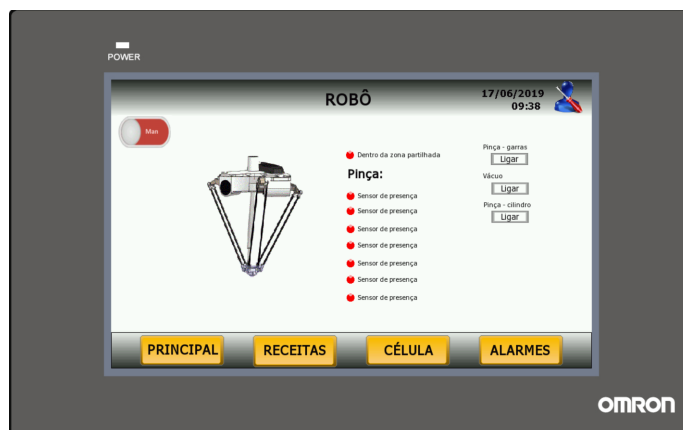 POWER
ROBÔ
17/06/2019
09:38
Man
Dentro da zona partilhada
Pinça:
Sensor de presença
Sensor de presença
Sensor de presença
Sensor de presença
Sensor de presença
Sensor de presença
Sensor de presença
Pinça - garras
Ligar
Vácuo
Ligar
Pinça - cilindro
Ligar
PRINCIPAL
RECEITAS
CÉLULA
ALARMES
OMRON